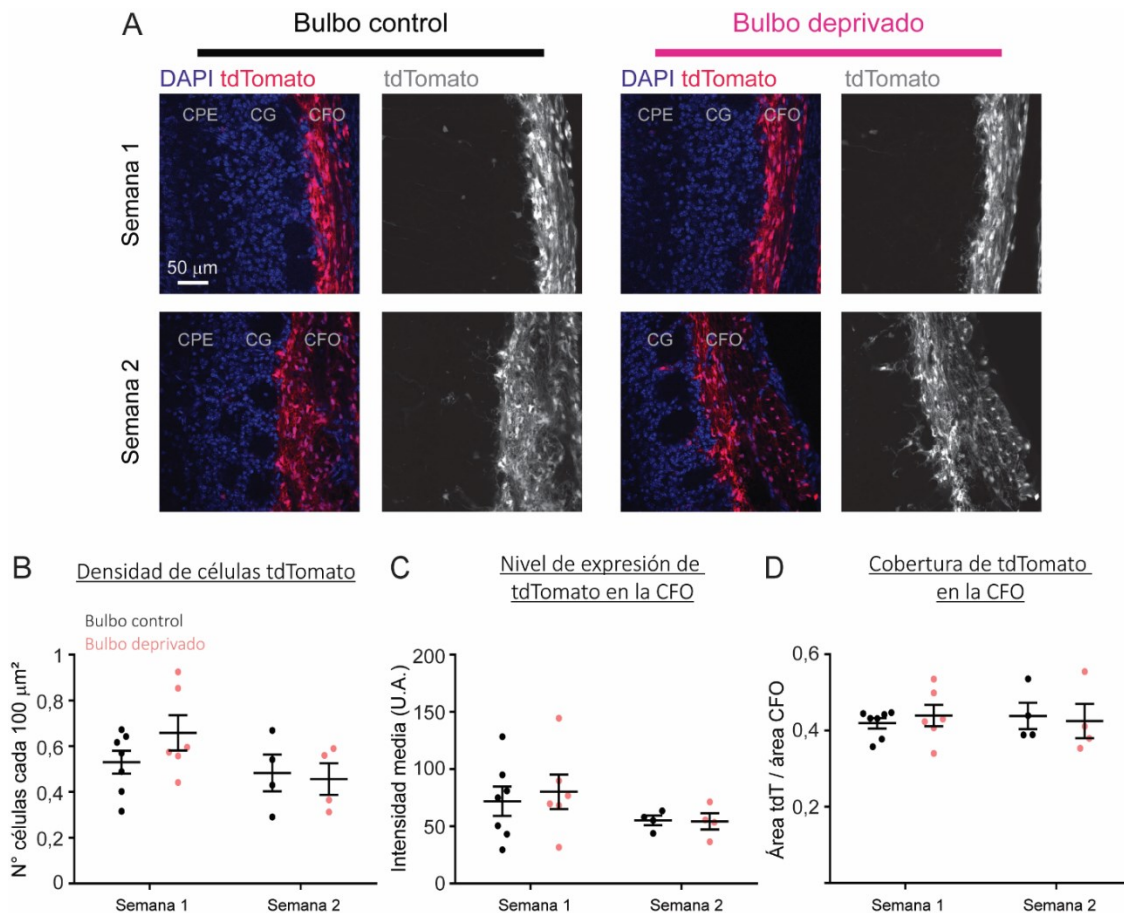 A
Bulbo control
Bulbo deprivado
DAPI tdTomato
tdTomato
DAPI tdTomato
tdTomato
Semana 1
CPE CG CFO
CPE CG CFO
50 µm
Semana 2
CPE CG CFO
CG CFO
B
Densidad de células tdTomato
Bulbo control
Bulbo deprivado
N° células cada 100 µm²
1
0,8
0,6
0,4
0,2
0
Semana 1 Semana 2
C
Nivel de expresión de
tdTomato en la CFO
Intensidad media (U.A.)
200
150
100
50
0
Semana 1 Semana 2
D
Cobertura de tdTomato
en la CFO
Área tdT / área CFO
0,6
0,4
0,2
Semana 1 Semana 2